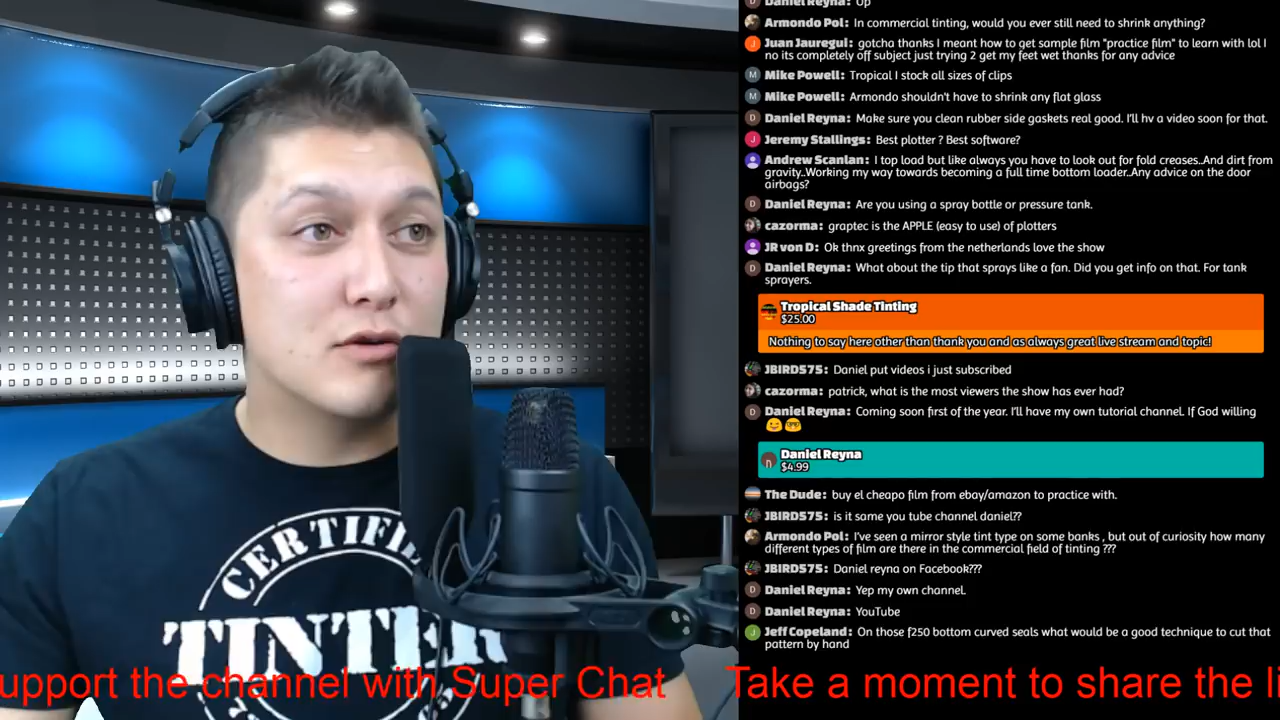 Daniel Reyna: Op
Armondo Pol: In commercial tinting, would you ever still need to shrink anything?
J Juan Jauregui: gotcha thanks I meant how to get sample film "practice film" to learn with lol I
no its completely off subject just trying 2 get my feet wet thanks for any advice
M Mike Powell: Tropical I stock all sizes of clips
M Mike Powell: Armondo shouldn't have to shrink any flat glass
D Daniel Reyna: Make sure you clean rubber side gaskets real good. I'll hv a video soon for that.
J Jeremy Stallings: Best plotter ? Best software?
Andrew Scanlan: I top load but like always you have to look out for fold creases..And dirt from
gravity..Working my way towards becoming a full time bottom loader..Any advice on the door
airbags?
D Daniel Reyna: Are you using a spray bottle or pressure tank.
cazorma: graptec is the APPLE (easy to use) of plotters
JR von D: Ok thnx greetings from the netherlands love the show
D Daniel Reyna: What about the tip that sprays like a fan. Did you get info on that. For tank
sprayers.
Tropical Shade Tinting
$25.00
Nothing to say here other than thank you and as always great live stream and topic!
JBIRD575: Daniel put videos i just subscribed
cazorma: patrick, what is the most viewers the show has ever had?
D Daniel Reyna: Coming soon first of the year. I'll have my own tutorial channel. If God willing
Daniel Reyna
$4.99
The Dude: buy el cheapo film from ebay/amazon to practice with.
JBIRD575: is it same you tube channel daniel??
Armondo Pol: I've seen a mirror style tint type on some banks , but out of curiosity how many
different types of film are there in the commercial field of tinting ???
JBIRD575: Daniel reyna on Facebook???
D Daniel Reyna: Yep my own channel.
D Daniel Reyna: YouTube
J Jeff Copeland: On those f250 bottom curved seals what would be a good technique to cut that
pattern by hand
CERTIFI
TINTER
upport the channel with Super Chat Take a moment to share the li